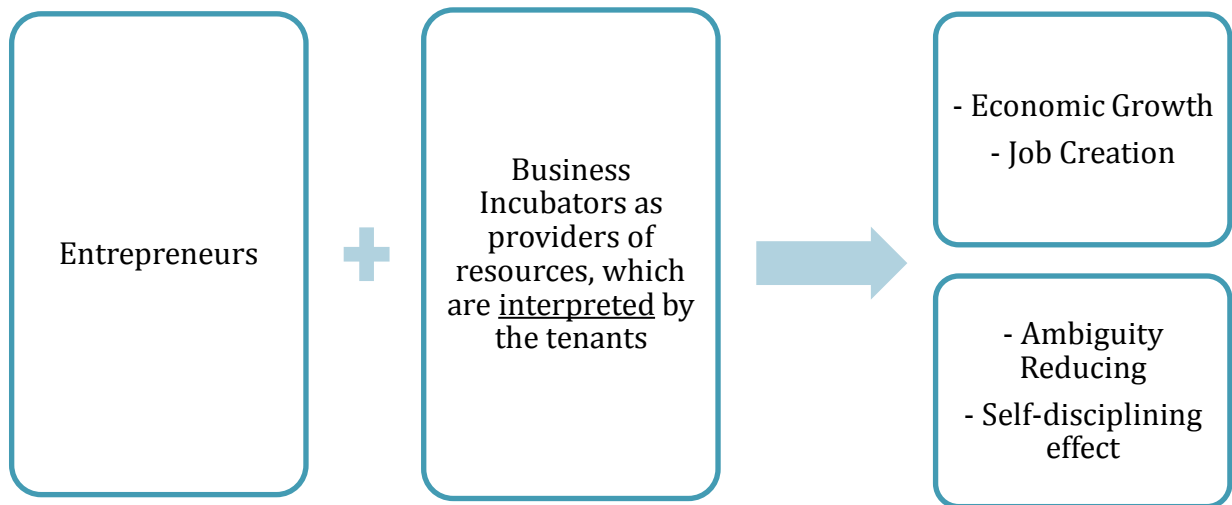 Entrepreneurs
Business
Incubators as
providers of
resources, which
are interpreted by
the tenants
- Economic Growth
- Job Creation
- Ambiguity
Reducing
- Self-disciplining
effect